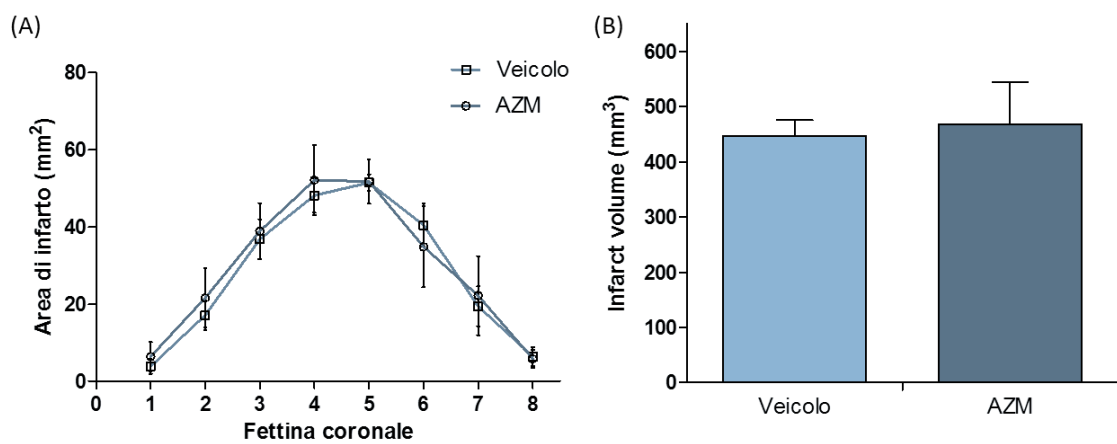 (A)
Area di infarto (mm²)
80
60
40
20
0
0 1 2 3 4 5 6 7 8
Fettina coronale
Veicolo
AZM
(B)
Infarct volume (mm³)
600
500
400
300
200
100
0
Veicolo AZM